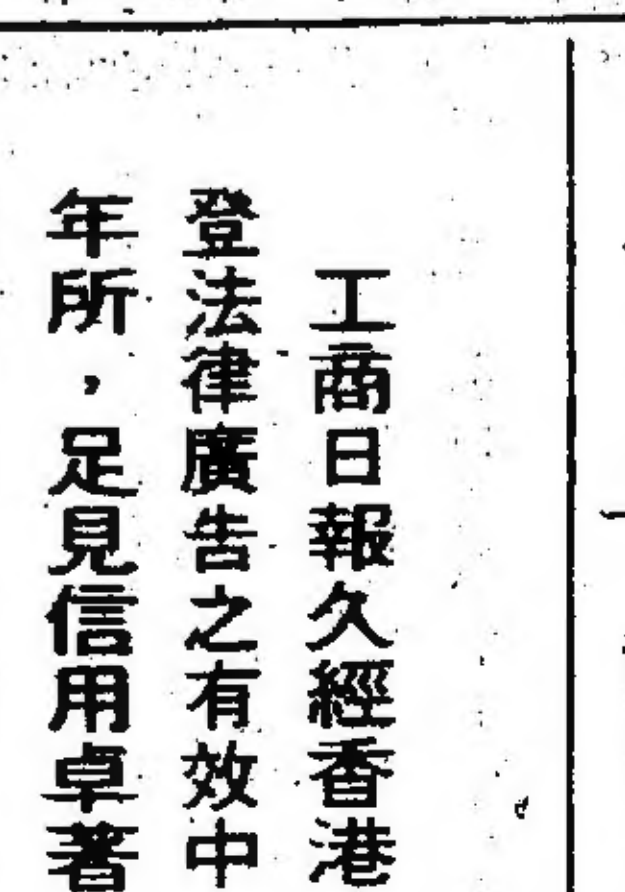 工商日報久經香港
登法律廣告之有效中
年所，足見信用卓著